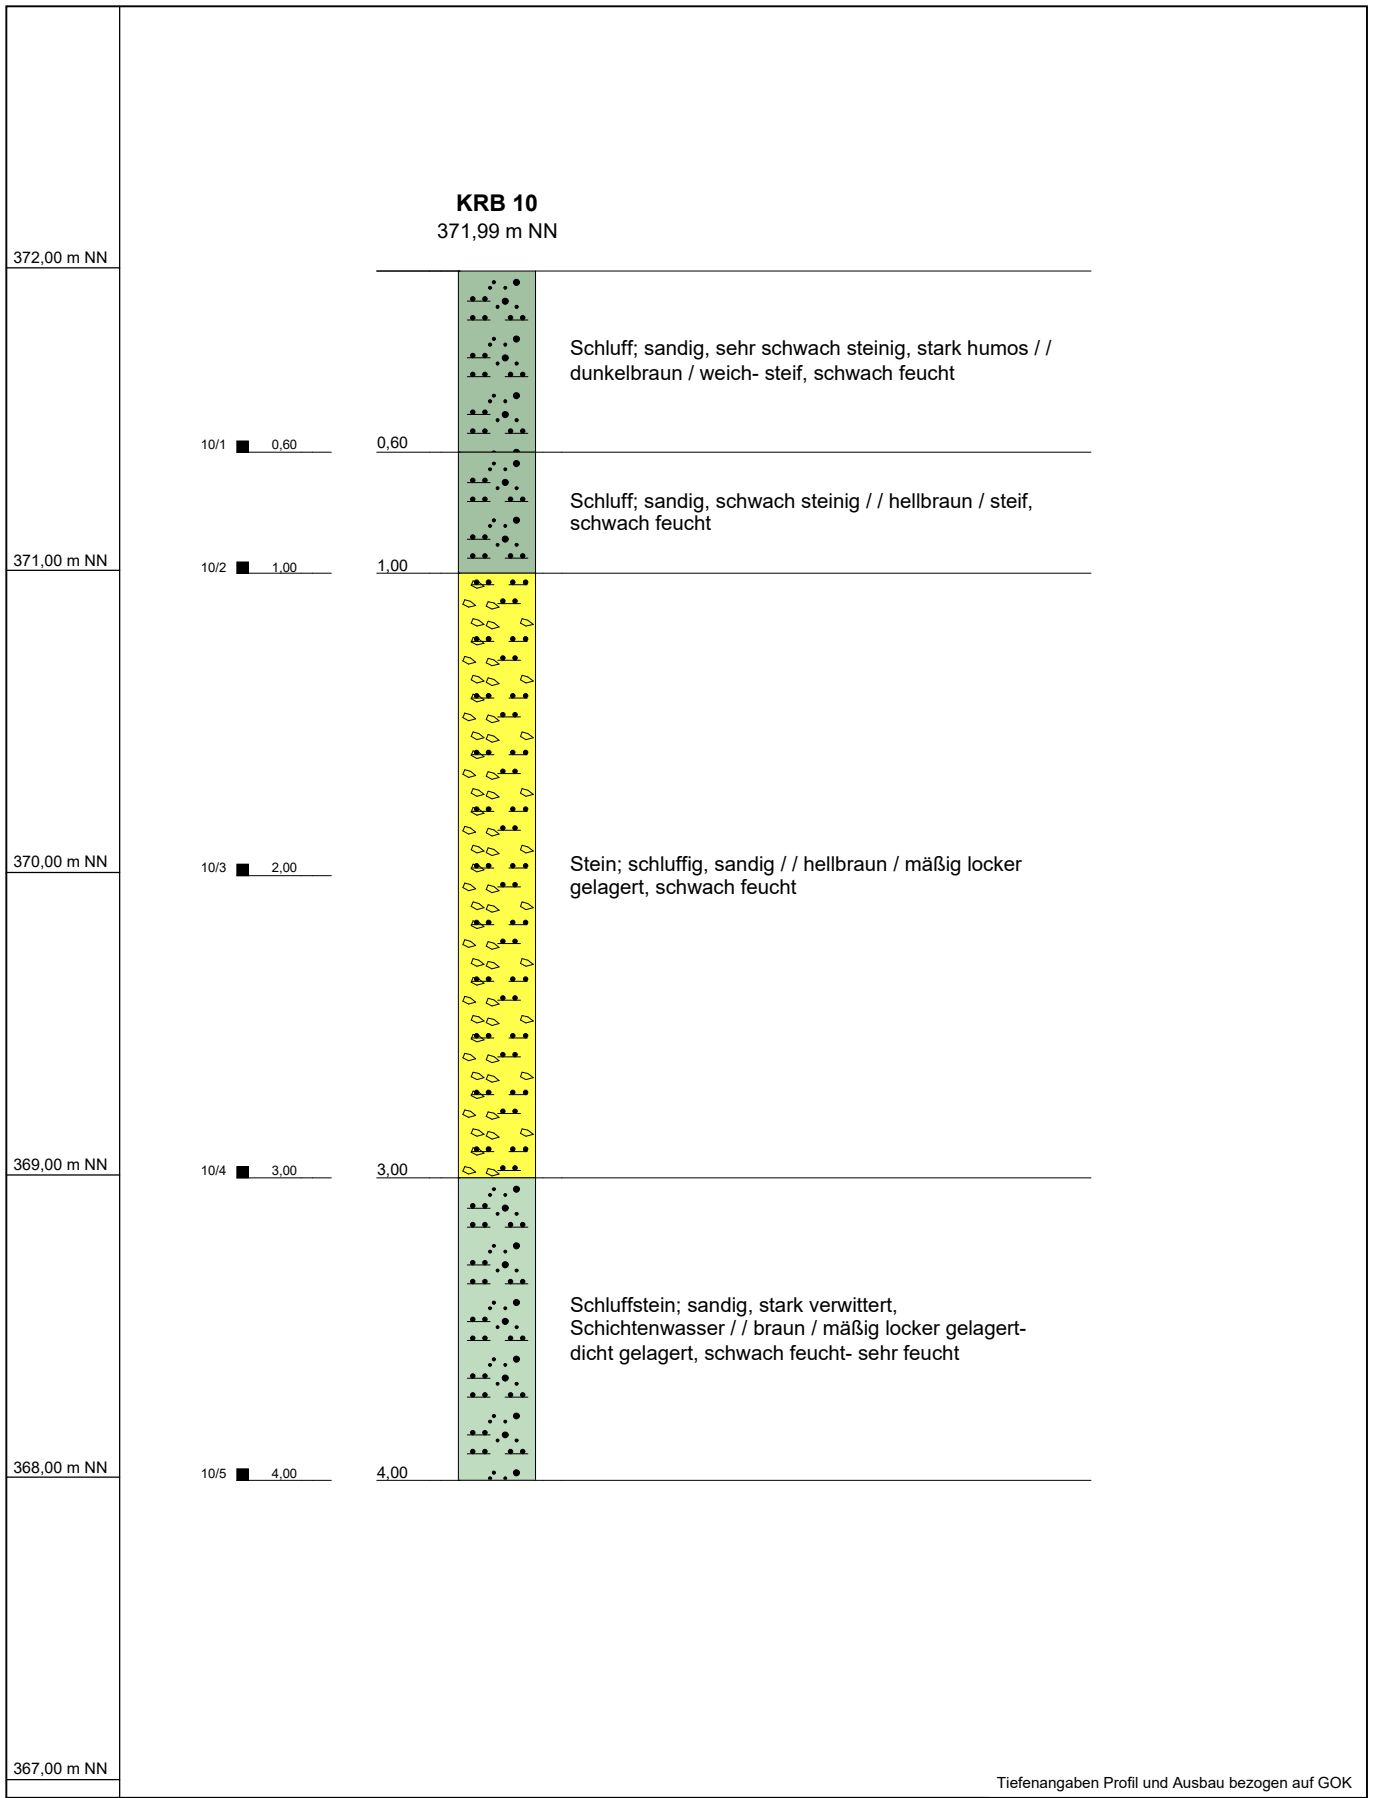 KRB 10
371,99 m NN
372,00 m NN
Schluff; sandig, sehr schwach steinig, stark humos / /
dunkelbraun / weich- steif, schwach feucht
10/1 0,60 0,60
Schluff; sandig, schwach steinig / / hellbraun / steif,
schwach feucht
371,00 m NN
10/2 1,00 1,00
370,00 m NN
10/3 2,00
Stein; schluffig, sandig / / hellbraun / mäßig locker
gelagert, schwach feucht
369,00 m NN
10/4 3,00 3,00
Schluffstein; sandig, stark verwittert,
Schichtenwasser / / braun / mäßig locker gelagert-
dicht gelagert, schwach feucht- sehr feucht
368,00 m NN
10/5 4,00 4,00
367,00 m NN
Tiefenangaben Profil und Ausbau bezogen auf GOK